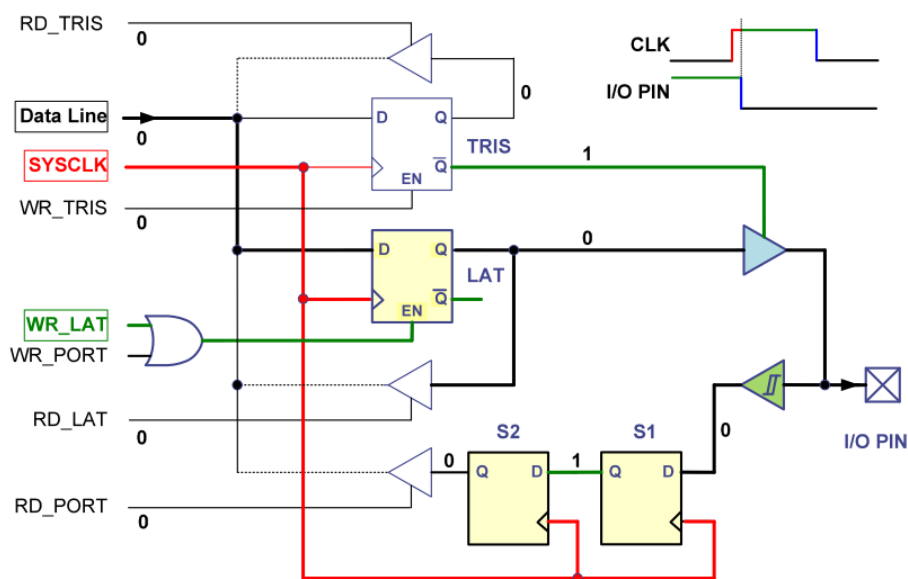 RD_TRIS
0
CLK
I/O PIN
0
Data Line
0
D Q
TRIS
SYSCLK
Q
1
EN
WR_TRIS
0
D Q
0
LAT
Q
EN
WR_LAT
WR_PORT
RD_LAT
0
I/O PIN
S2 S1
0
0
Q D
1
Q D
RD_PORT
0